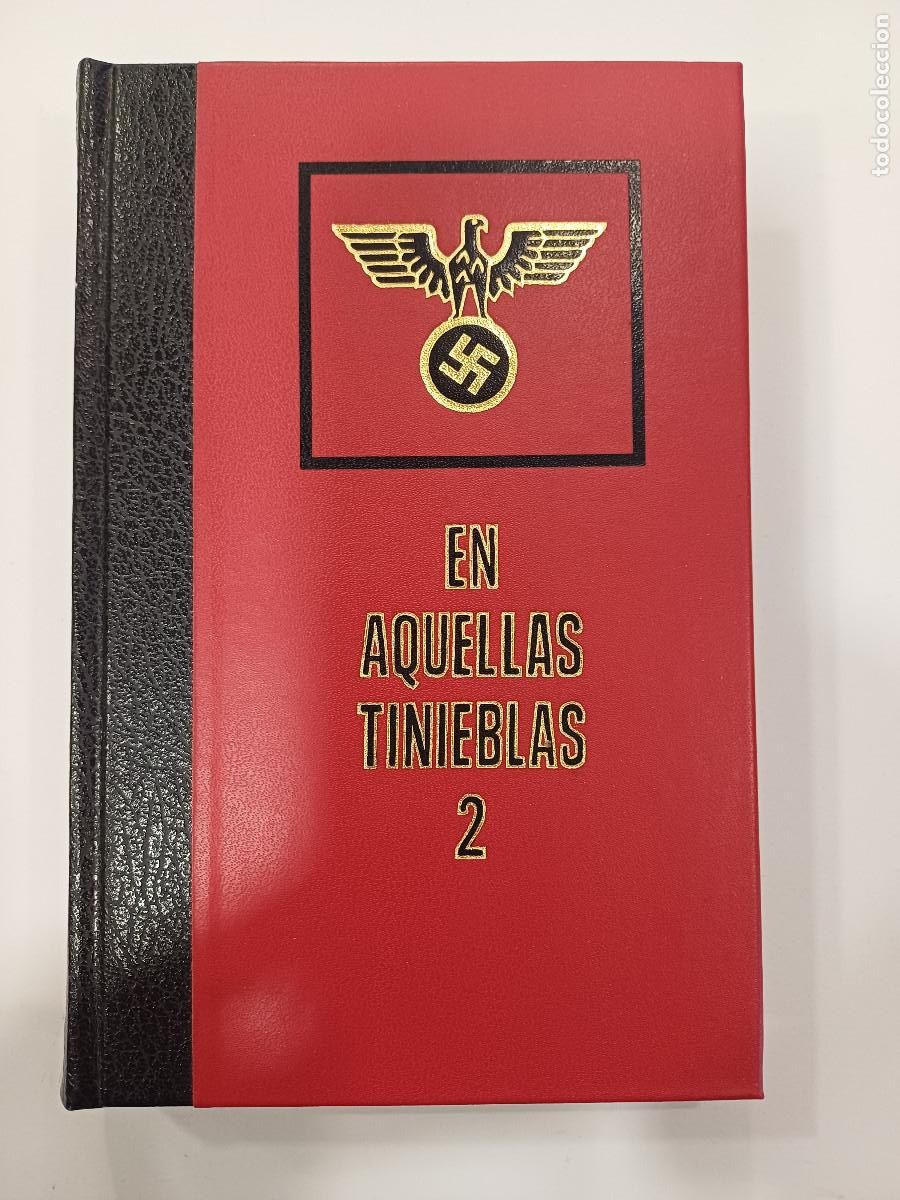 EN
AQUELLAS
TINIEBLAS
2
todocoleccion